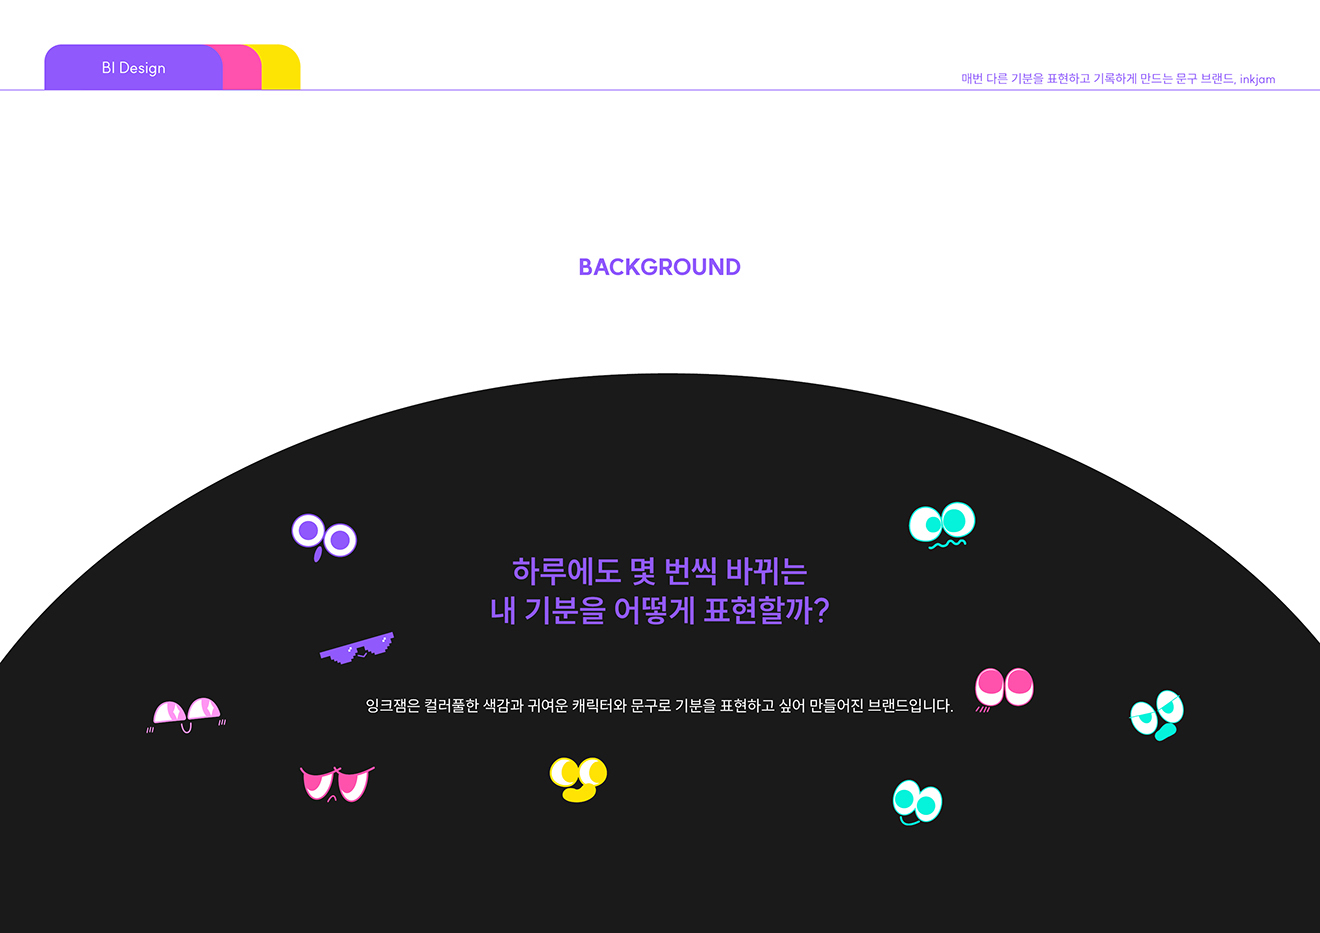 BI Design
매번 다른 기분을 표현하고 기록하게 만드는 문구 브랜드, inkjam
BACKGROUND
하루에도 몇 번씩 바뀌는
내 기분을 어떻게 표현할까?
잉크잼은 컬러풀한 색감과 귀여운 캐릭터와 문구로 기분을 표현하고 싶어 만들어진 브랜드입니다.